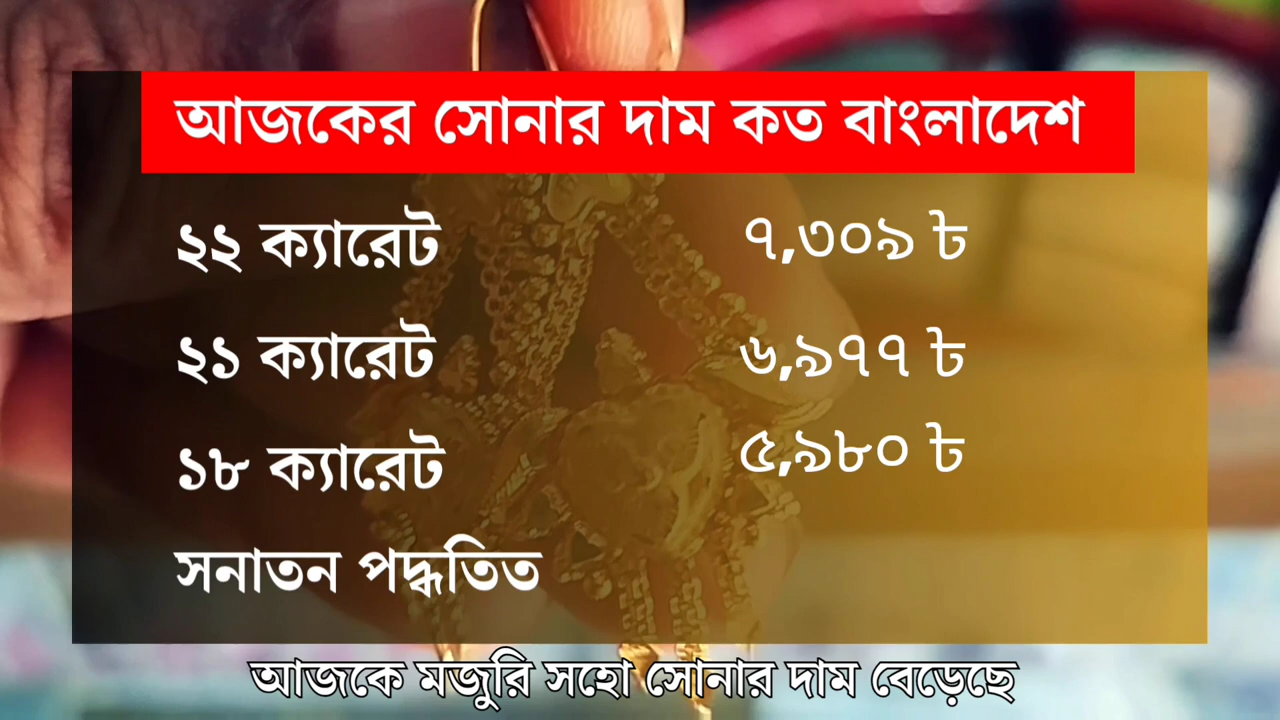 আজকের সোনার দাম কত বাংলাদেশ
২২ ক্যারেট ৭,৩০৯ ৳
২১ ক্যারেট ৬,৯৭৭ ৳
১৮ ক্যারেট ৫,৯৮০ ৳
সনাতন পদ্ধতিত
আজকে মজুরি সহো সোনার দাম বেড়েছে